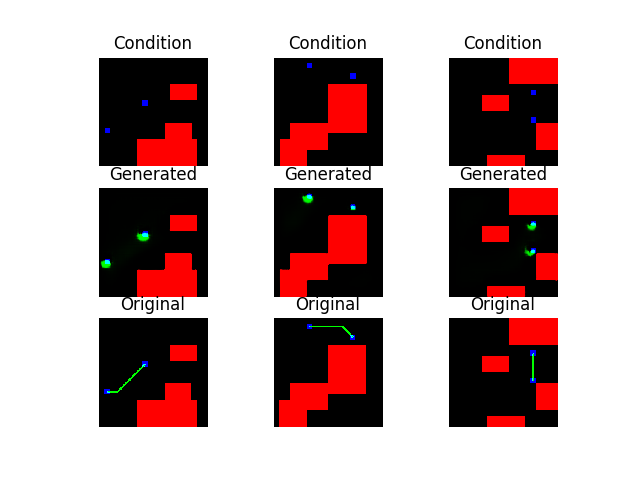 Condition Condition Condition
Generated Generated Generated
Original Original Original